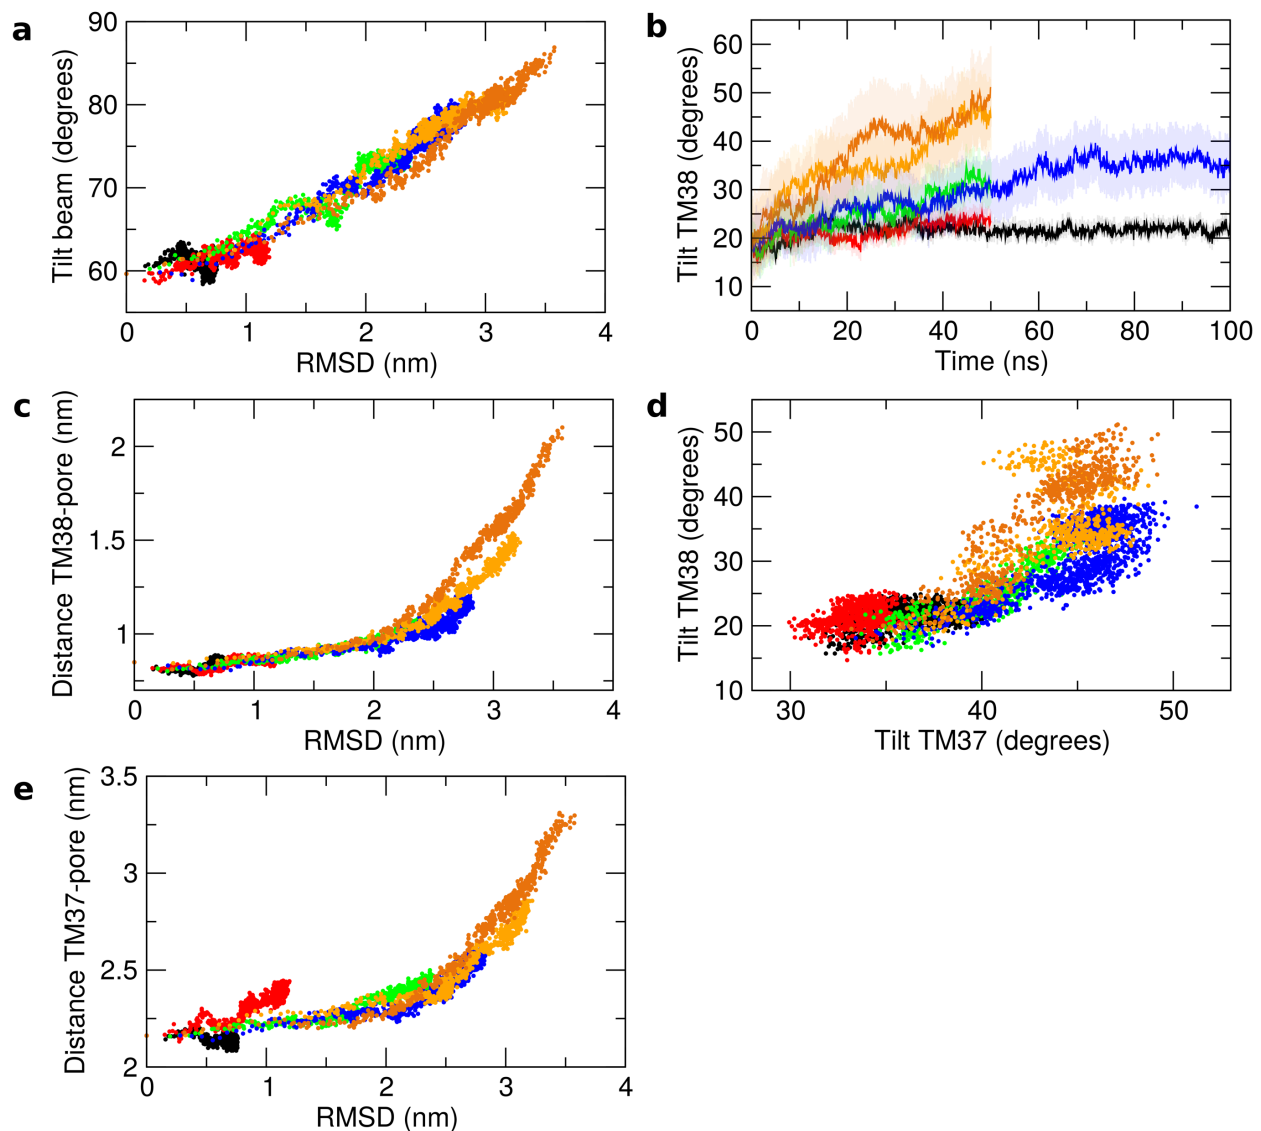 a
90
80
70
60
Tilt beam (degrees)
0 1 2 3 4
RMSD (nm)
b
60
50
40
30
20
10
Tilt TM38 (degrees)
0 20 40 60 80 100
Time (ns)
c
2
1.5
1
Distance TM38-pore (nm)
0 1 2 3 4
RMSD (nm)
d
50
40
30
20
10
Tilt TM38 (degrees)
30 40 50
Tilt TM37 (degrees)
e
3.5
3
2.5
2
Distance TM37-pore (nm)
0 1 2 3 4
RMSD (nm)